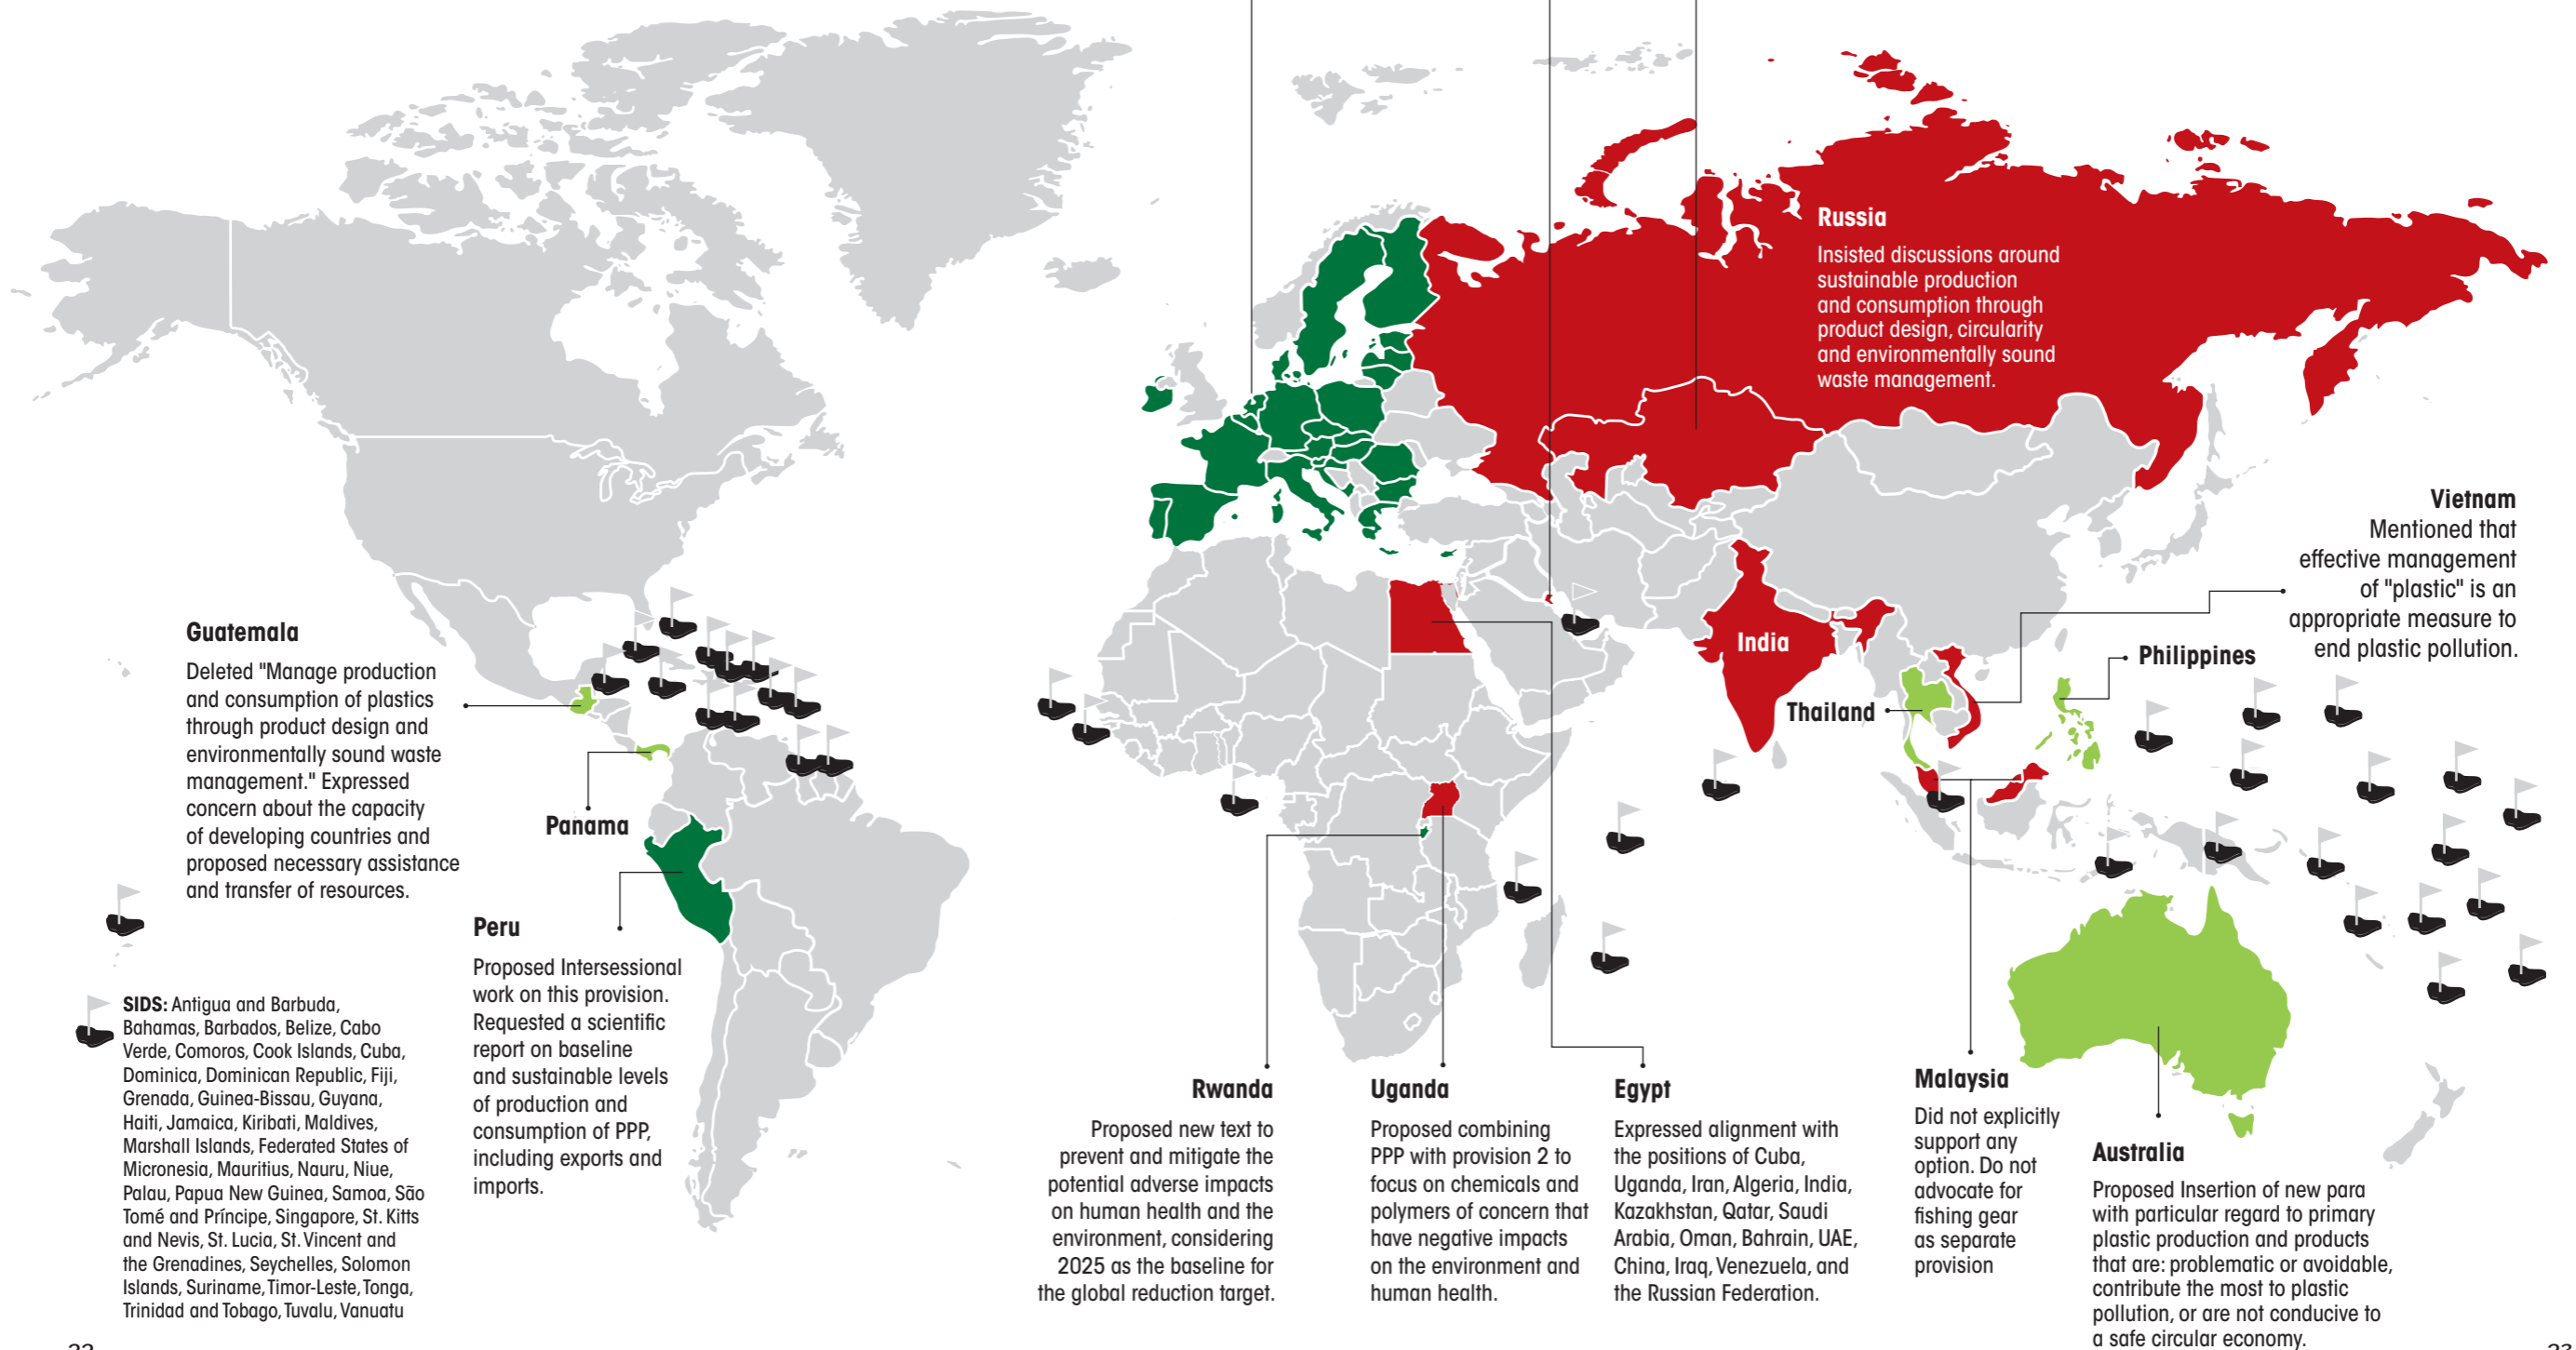 Russia
Insisted discussions around
sustainable production
and consumption through
product design, circularity
and environmentally sound
waste management.
Vietnam
Mentioned that
effective management
of "plastic" is an
appropriate measure to
end plastic pollution.
Guatemala
Deleted "Manage production
and consumption of plastics
through product design and
environmentally sound waste
management." Expressed
concern about the capacity
of developing countries and
proposed necessary assistance
and transfer of resources.
India
Philippines
Thailand
Panama
Peru
Proposed Intersessional
work on this provision.
Requested a scientific
report on baseline
and sustainable levels
of production and
consumption of PPP,
including exports and
imports.
SIDS: Antigua and Barbuda,
Bahamas, Barbados, Belize, Cabo
Verde, Comoros, Cook Islands, Cuba,
Dominica, Dominican Republic, Fiji,
Grenada, Guinea-Bissau, Guyana,
Haiti, Jamaica, Kiribati, Maldives,
Marshall Islands, Federated States of
Micronesia, Mauritius, Nauru, Niue,
Palau, Papua New Guinea, Samoa, São
Tomé and Príncipe, Singapore, St. Kitts
and Nevis, St. Lucia, St. Vincent and
the Grenadines, Seychelles, Solomon
Islands, Suriname, Timor-Leste, Tonga,
Trinidad and Tobago, Tuvalu, Vanuatu
Rwanda
Proposed new text to
prevent and mitigate the
potential adverse impacts
on human health and the
environment, considering
2025 as the baseline for
the global reduction target.
Uganda
Proposed combining
PPP with provision 2 to
focus on chemicals and
polymers of concern that
have negative impacts
on the environment and
human health.
Egypt
Expressed alignment with
the positions of Cuba,
Uganda, Iran, Algeria, India,
Kazakhstan, Qatar, Saudi
Arabia, Oman, Bahrain, UAE,
China, Iraq, Venezuela, and
the Russian Federation.
Malaysia
Did not explicitly
support any
option. Do not
advocate for
fishing gear
as separate
provision
Australia
Proposed Insertion of new para
with particular regard to primary
plastic production and products
that are: problematic or avoidable,
contribute the most to plastic
pollution, or are not conducive to
a safe circular economy.